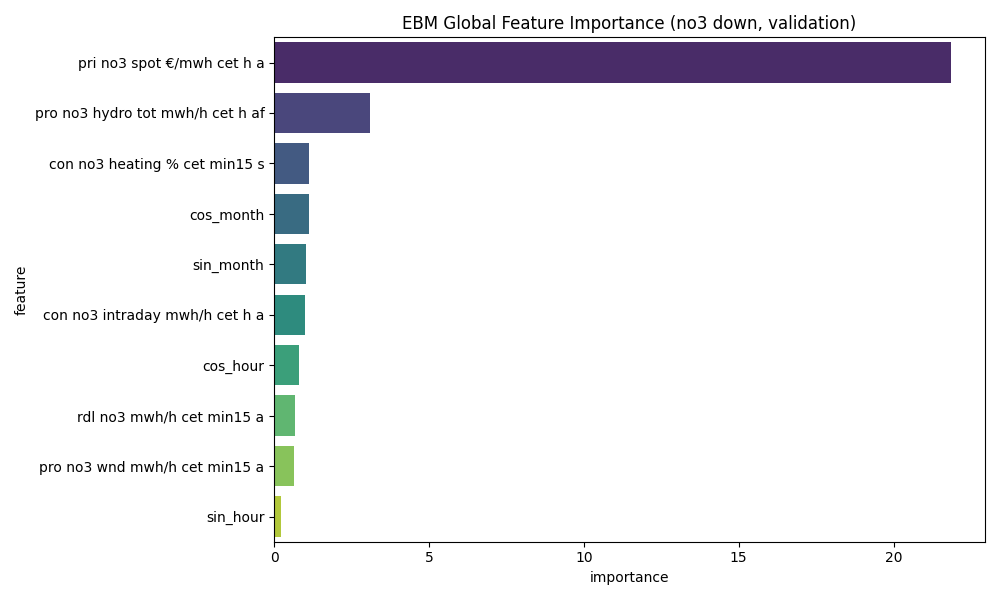 EBM Global Feature Importance (no3 down, validation)
pri no3 spot €/mwh cet h a
pro no3 hydro tot mwh/h cet h af
con no3 heating % cet min15 s
cos_month
sin_month
con no3 intraday mwh/h cet h a
cos_hour
rdl no3 mwh/h cet min15 a
pro no3 wnd mwh/h cet min15 a
sin_hour
feature
0 5 10 15 20
importance